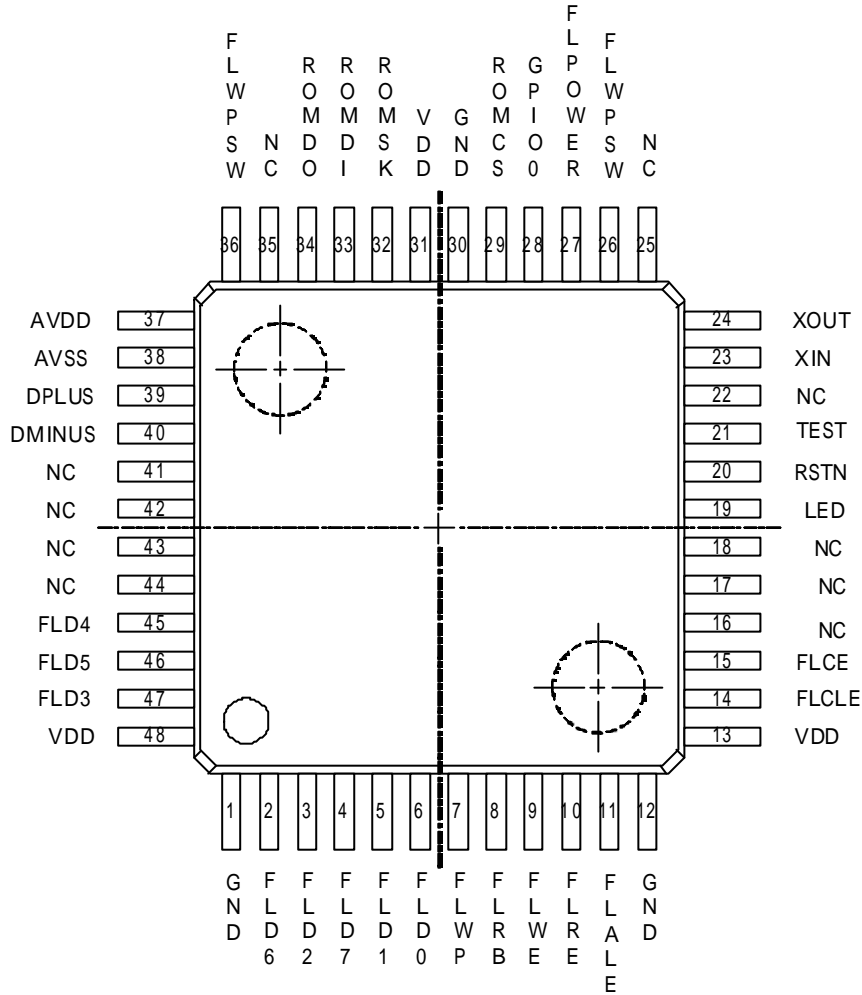 FLWPSW NC ROMDO ROMDI ROMSK VDD GND ROMCS GPIO0 FLPOWER FLWPSW NC
36 35 34 33 32 31 30 29 28 27 26 25
AVDD 37 24 XOUT
AVSS 38 23 XIN
DPLUS 39 22 NC
DMINUS 40 21 TEST
NC 41 20 RSTN
NC 42 19 LED
NC 43 18 NC
NC 44 17 NC
FLD4 45 16 NC
FLD5 46 15 FLCE
FLD3 47 14 FLCLE
VDD 48 13 VDD
1 2 3 4 5 6 7 8 9 10 11 12
GND FLD6 FLD2 FLD7 FLD1 FLD0 FLWP FLRB FLWE FLRE FLALE GND